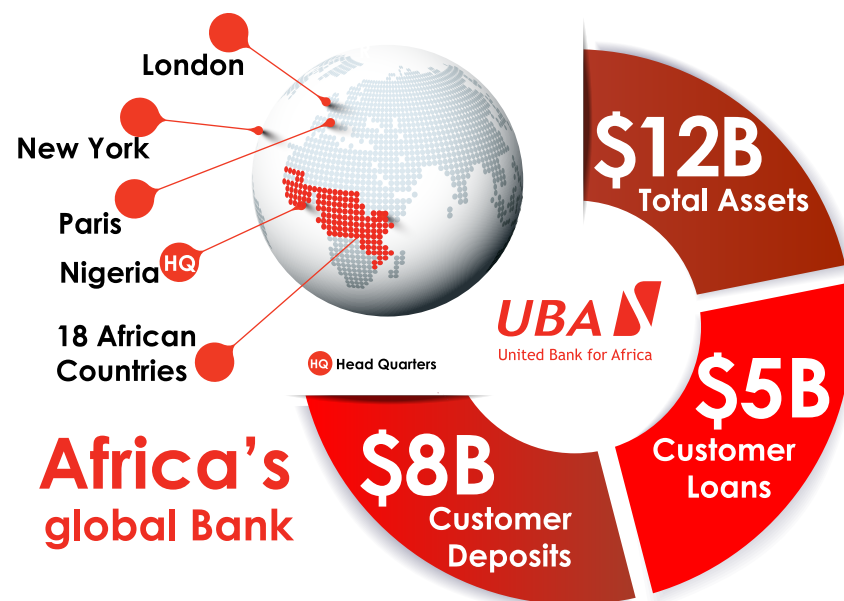 London
New York
Paris
Nigeria HQ
18 African
Countries
HQ Head Quarters
Africa's
global Bank
$12B
Total Assets
UBA
United Bank for Africa
$5B
Customer
Loans
$8B
Customer
Deposits